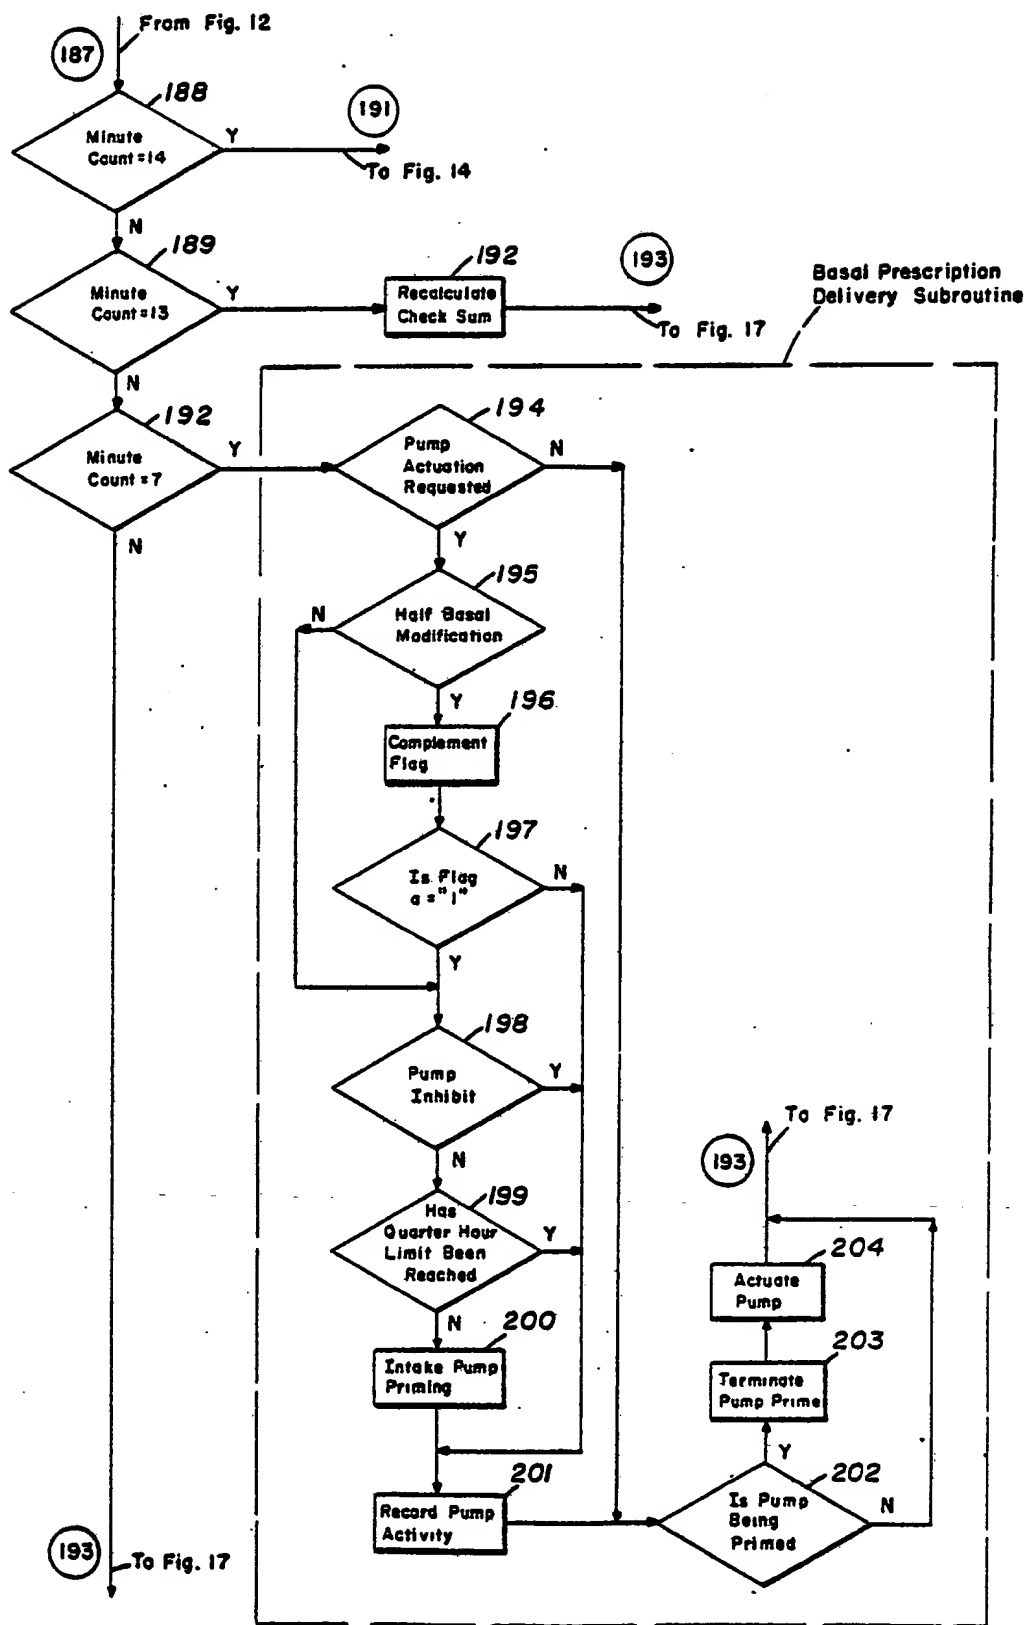 From Fig. 12
187
188
Minute
Count=14
Y
191
To Fig. 14
N
189
Minute
Count=13
Y
192
Recalculate
Check Sum
193
To Fig. 17
Basal Prescription
Delivery Subroutine
N
192
Minute
Count=7
Y
N
194
Pump
Actuation
Requested
N
Y
195
Half Basal
Modification
N
Y
196
Complement
Flag
197
Is Flag
a="1"
N
Y
198
Pump
Inhibit
Y
N
199
Has
Quarter Hour
Limit Been
Reached
Y
N
200
Intake Pump
Priming
201
Record Pump
Activity
202
Is Pump
Being
Primed
N
Y
203
Terminate
Pump Prime
204
Actuate
Pump
193
To Fig. 17
193
To Fig. 17